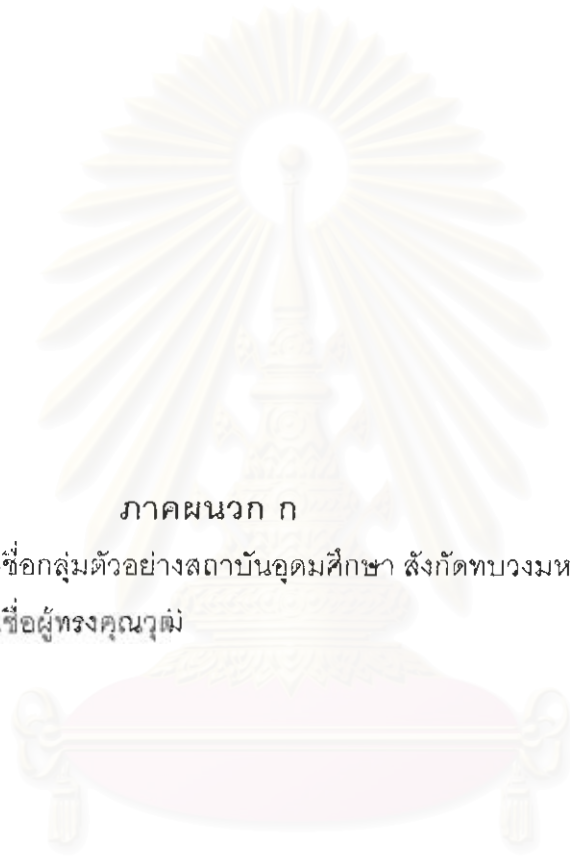 ภาคผนวก ก
ชื่อกลุ่มตัวอย่างสถาบันอุดมศึกษา สังกัดทบวงมห
ชื่อผู้ทรงคุณวุฒิ